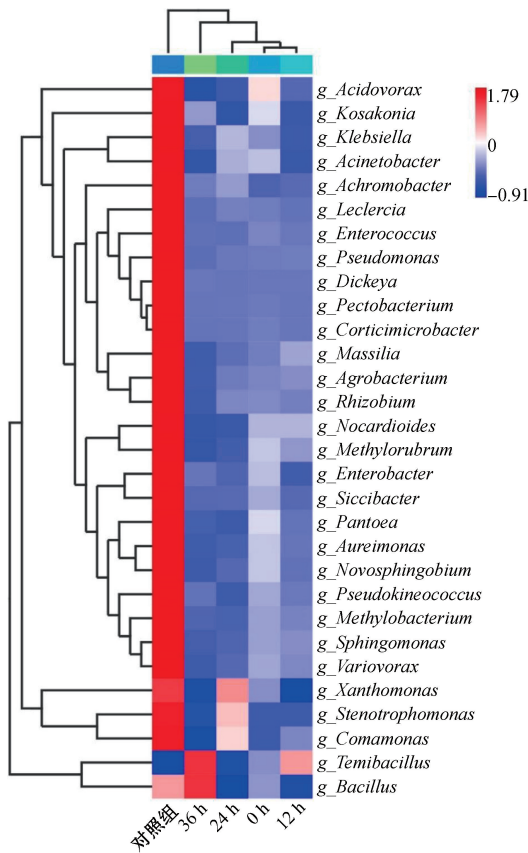 g_Acidovorax
g_Kosakonia
g_Klebsiella
g_Acinetobacter
g_Achromobacter
g_Leclercia
g_Enterococcus
g_Pseudomonas
g_Dickeya
g_Pectobacterium
g_Corticimicrobacter
g_Massilia
g_Agrobacterium
g_Rhizobium
g_Nocardioides
g_Methylorubrum
g_Enterobacter
g_Siccibacter
g_Pantoea
g_Aureimonas
g_Novosphingobium
g_Pseudokineococcus
g_Methylobacterium
g_Sphingomonas
g_Variovorax
g_Xanthomonas
g_Stenotrophomonas
g_Comamonas
g_Temibacillus
g_Bacillus
1.79
0
−0.91
对照组 36 h 24 h 0 h 12 h